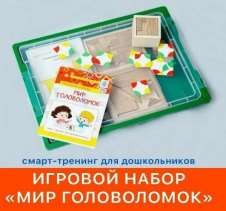 МИР
ГОЛОВОЛОМОК
смарт-тренинг для дошкольников
ИГРОВОЙ НАБОР
«МИР ГОЛОВОЛОМОК»